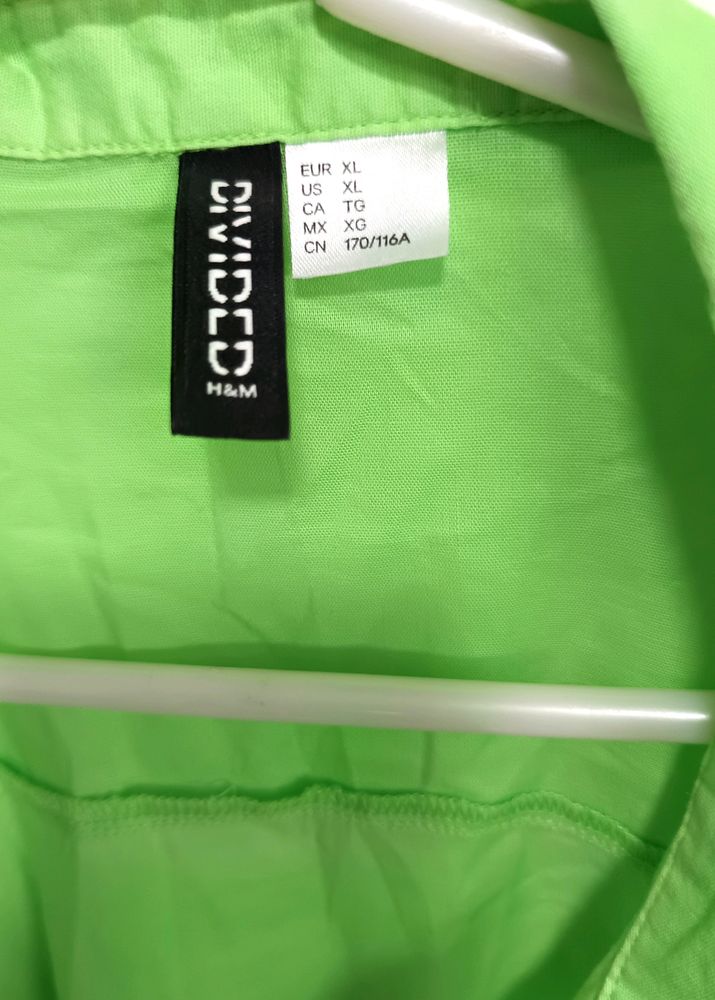 DIVIDED
H&M
EUR XL
US XL
CA TG
MX XG
CN 170/116A